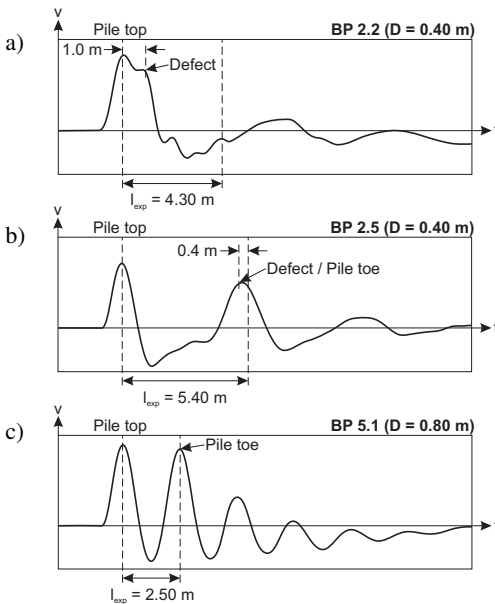 a)
v
Pile top
BP 2.2 (D = 0.40 m)
1.0 m
Defect
t
l_exp = 4.30 m
b)
v
Pile top
BP 2.5 (D = 0.40 m)
0.4 m
Defect / Pile toe
t
l_exp = 5.40 m
c)
v
Pile top
BP 5.1 (D = 0.80 m)
Pile toe
t
l_exp = 2.50 m